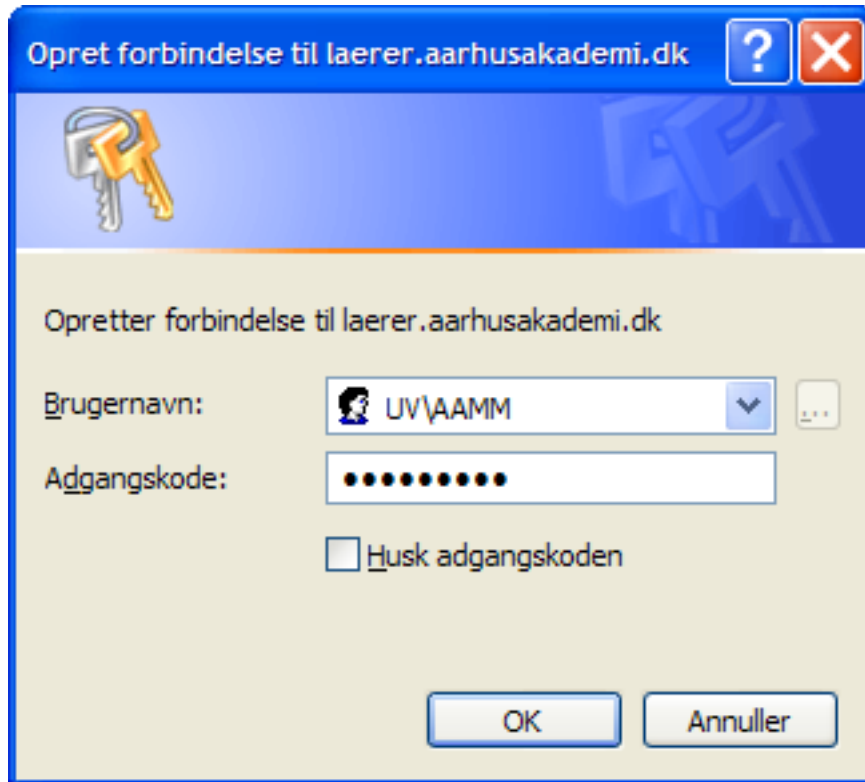 Opret forbindelse til laerer.aarhusakademi.dk
Opretter forbindelse til laerer.aarhusakademi.dk
Brugernavn: UV\AAMM ...
Adgangskode: •••••••••
Husk adgangskoden
OK Annuller